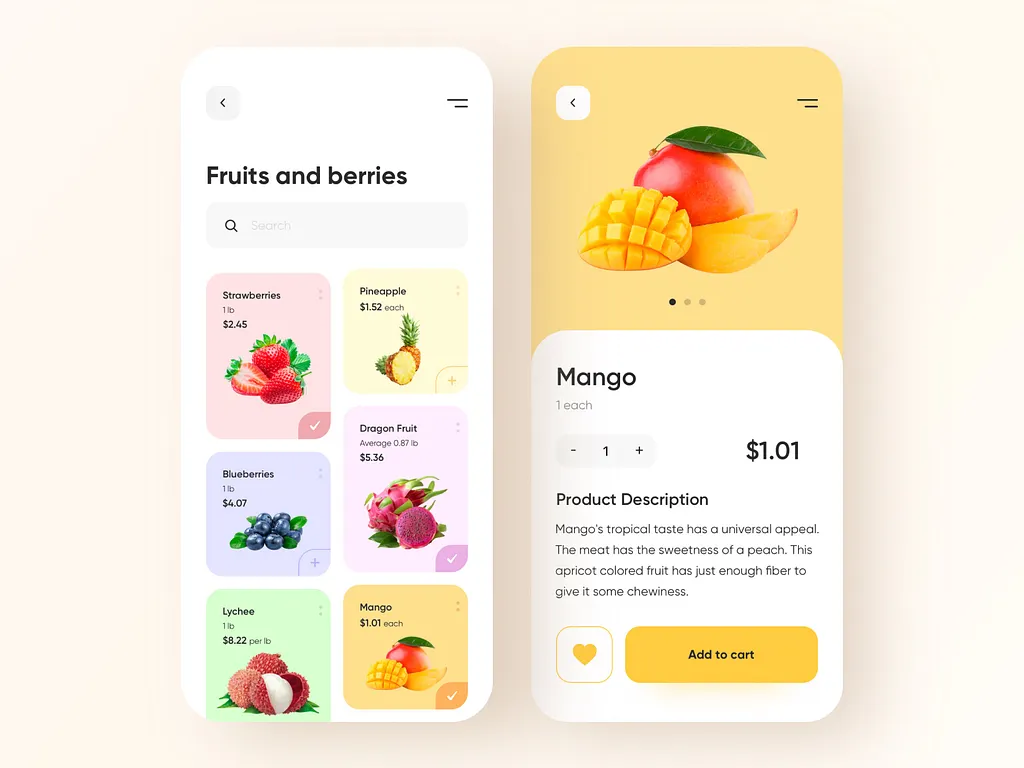 Fruits and berries
Search
Strawberries
1 lb
$2.45
Pineapple
$1.52 each
Dragon Fruit
Average 0.87 lb
$5.36
Blueberries
1 lb
$4.07
Lychee
1 lb
$8.22 per lb
Mango
$1.01 each
Mango
1 each
- 1 +
$1.01
Product Description
Mango's tropical taste has a universal appeal.
The meat has the sweetness of a peach. This
apricot colored fruit has just enough fiber to
give it some chewiness.
Add to cart